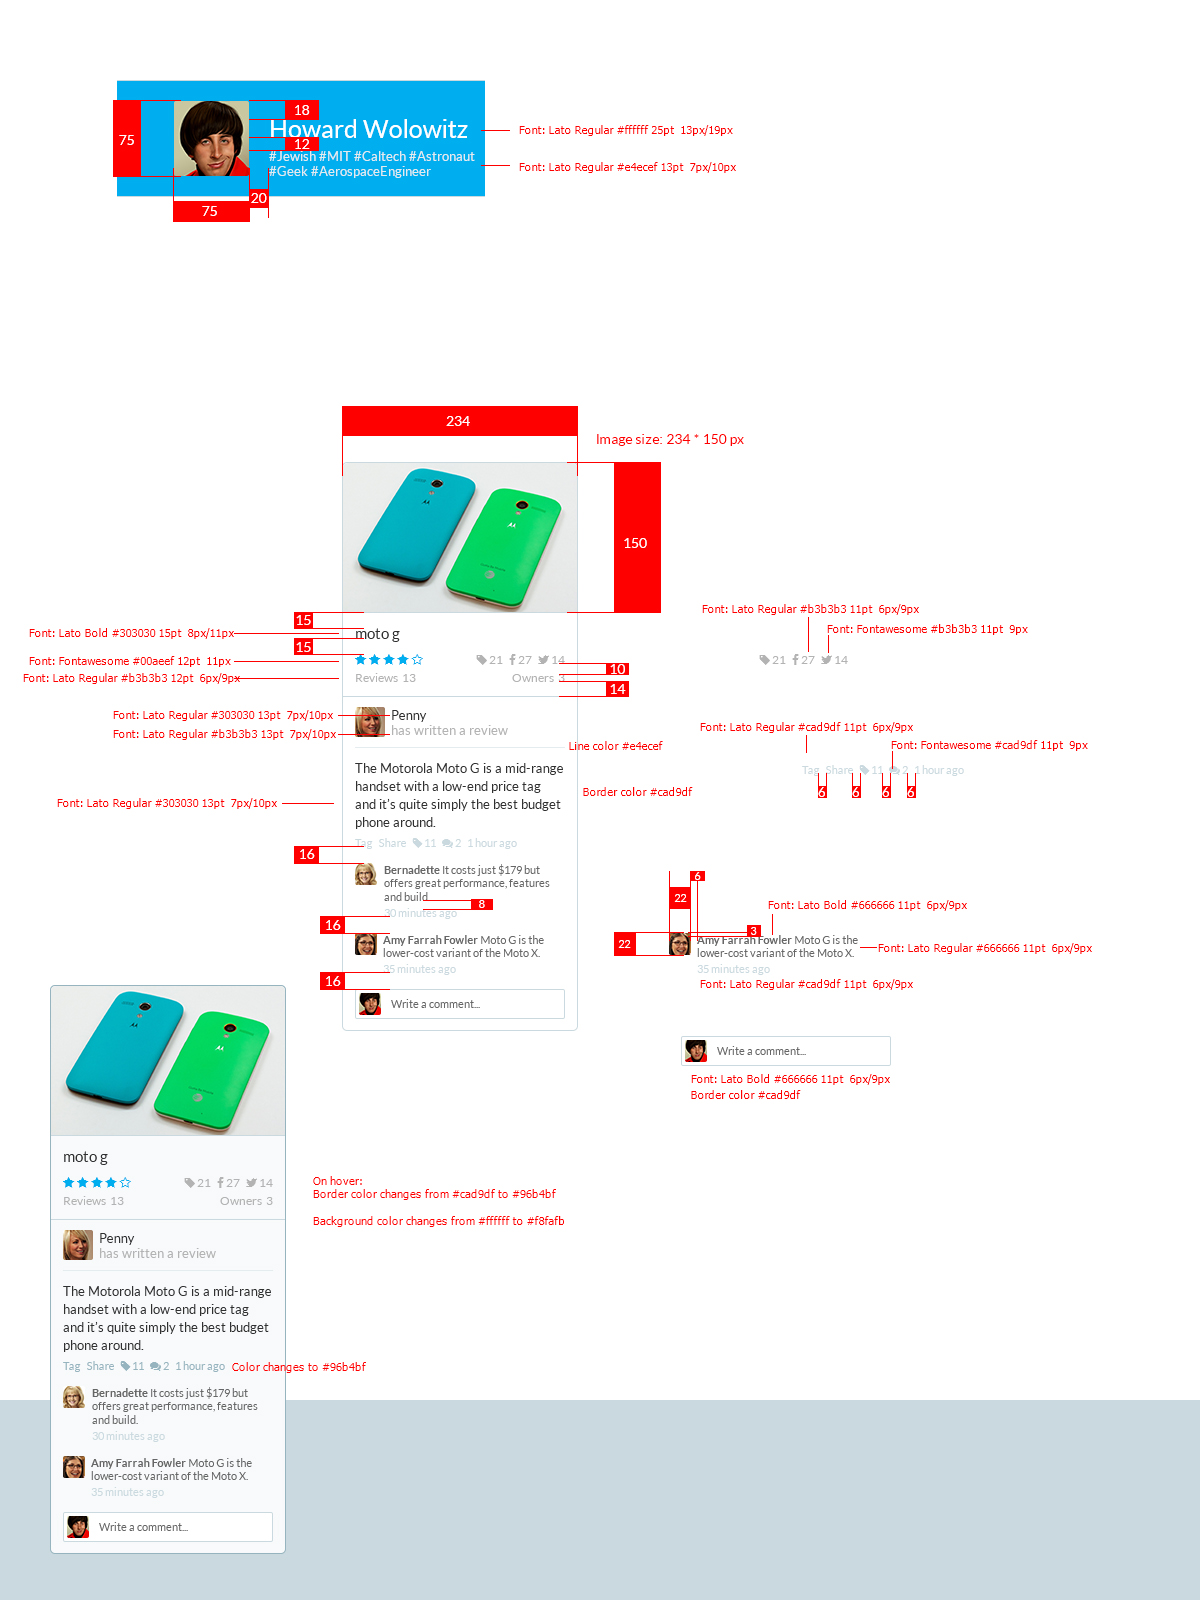 18
75
Howard Wolowitz
Font: Lato Regular #ffffff 25pt 13px/19px
12
#Jewish #MIT #Caltech #Astronaut
#Geek #AerospaceEngineer
Font: Lato Regular #e4ecef 13pt 7px/10px
20
75
234
Image size: 234 * 150 px
150
15
Font: Lato Bold #303030 15pt 8px/11px
moto g
15
Font: Fontawesome #00aeef 12pt 11px
21 27 14
10
Font: Lato Regular #b3b3b3 12pt 6px/9px
Reviews 13
Owners 3
14
Font: Lato Regular #b3b3b3 11pt 6px/9px
Font: Fontawesome #b3b3b3 11pt 9px
21 27 14
Font: Lato Regular #303030 13pt 7px/10px
Penny
Font: Lato Regular #b3b3b3 13pt 7px/10px
has written a review
Line color #e4ecef
Font: Lato Regular #cad9df 11pt 6px/9px
Font: Fontawesome #cad9df 11pt 9px
Tag Share 11 2 1 hour ago
6 6 6 6
The Motorola Moto G is a mid-range
handset with a low-end price tag
Border color #cad9df
Font: Lato Regular #303030 13pt 7px/10px
and it's quite simply the best budget
phone around.
Tag Share 11 2 1 hour ago
16
Bernadette It costs just $179 but
offers great performance, features
and build.
8
30 minutes ago
16
Amy Farrah Fowler Moto G is the
lower-cost variant of the Moto X.
35 minutes ago
16
Write a comment...
6
22
Font: Lato Bold #666666 11pt 6px/9px
3
22
Amy Farrah Fowler Moto G is the
lower-cost variant of the Moto X.
Font: Lato Regular #666666 11pt 6px/9px
35 minutes ago
Font: Lato Regular #cad9df 11pt 6px/9px
Write a comment...
Font: Lato Bold #666666 11pt 6px/9px
Border color #cad9df
moto g
21 27 14
Reviews 13
Owners 3
On hover:
Border color changes from #cad9df to #96b4bf
Background color changes from #ffffff to #f8fafb
Penny
has written a review
The Motorola Moto G is a mid-range
handset with a low-end price tag
and it's quite simply the best budget
phone around.
Tag Share 11 2 1 hour ago
Color changes to #96b4bf
Bernadette It costs just $179 but
offers great performance, features
and build.
30 minutes ago
Amy Farrah Fowler Moto G is the
lower-cost variant of the Moto X.
35 minutes ago
Write a comment...